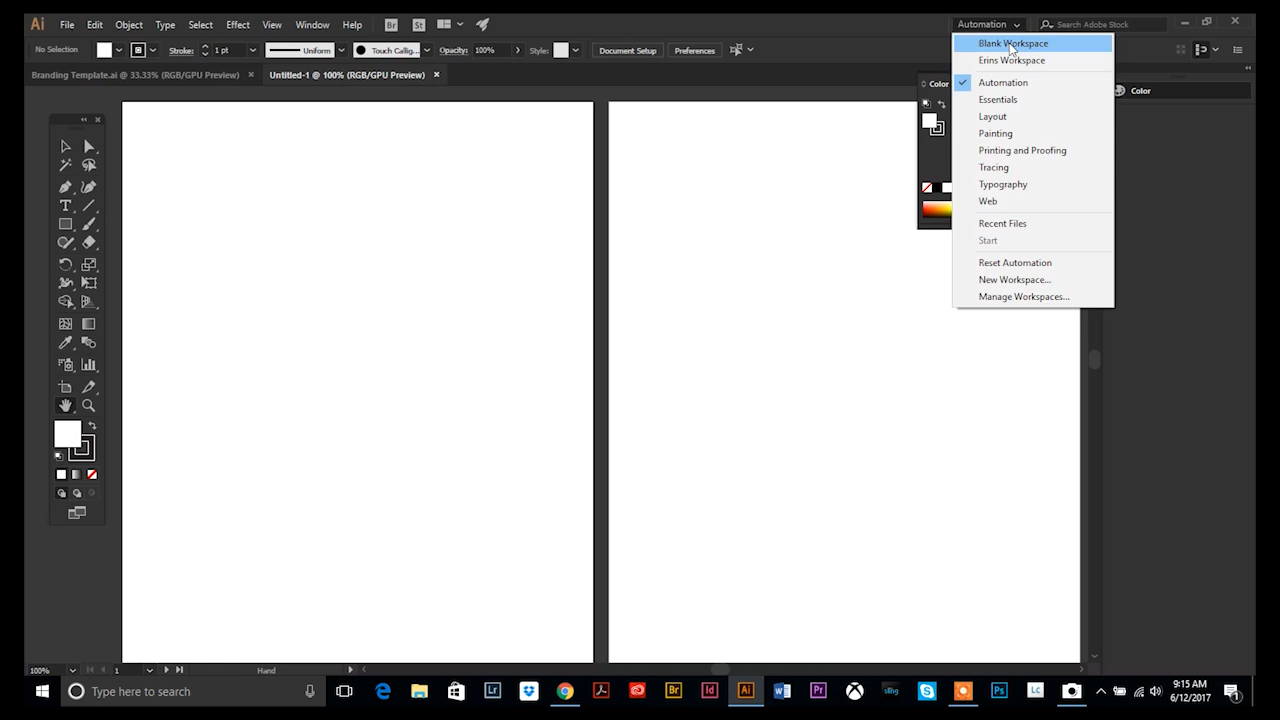 Ai File Edit Object Type Select Effect View Window Help Br St Automation Search Adobe Stock
No Selection Stroke: 1 pt Uniform Touch Callig... Opacity: 100% Style: Document Setup Preferences
Branding Template.ai @ 33.33% (RGB/GPU Preview) × Untitled-1 @ 100% (RGB/GPU Preview) ×
Blank Workspace
Erins Workspace
Automation
Essentials
Layout
Painting
Printing and Proofing
Tracing
Typography
Web
Recent Files
Start
Reset Automation
New Workspace...
Manage Workspaces...
Color
Color
100% 1 Hand
Type here to search
Lr Br Id Ai Pr sling Ps LC
9:15 AM
6/12/2017
1